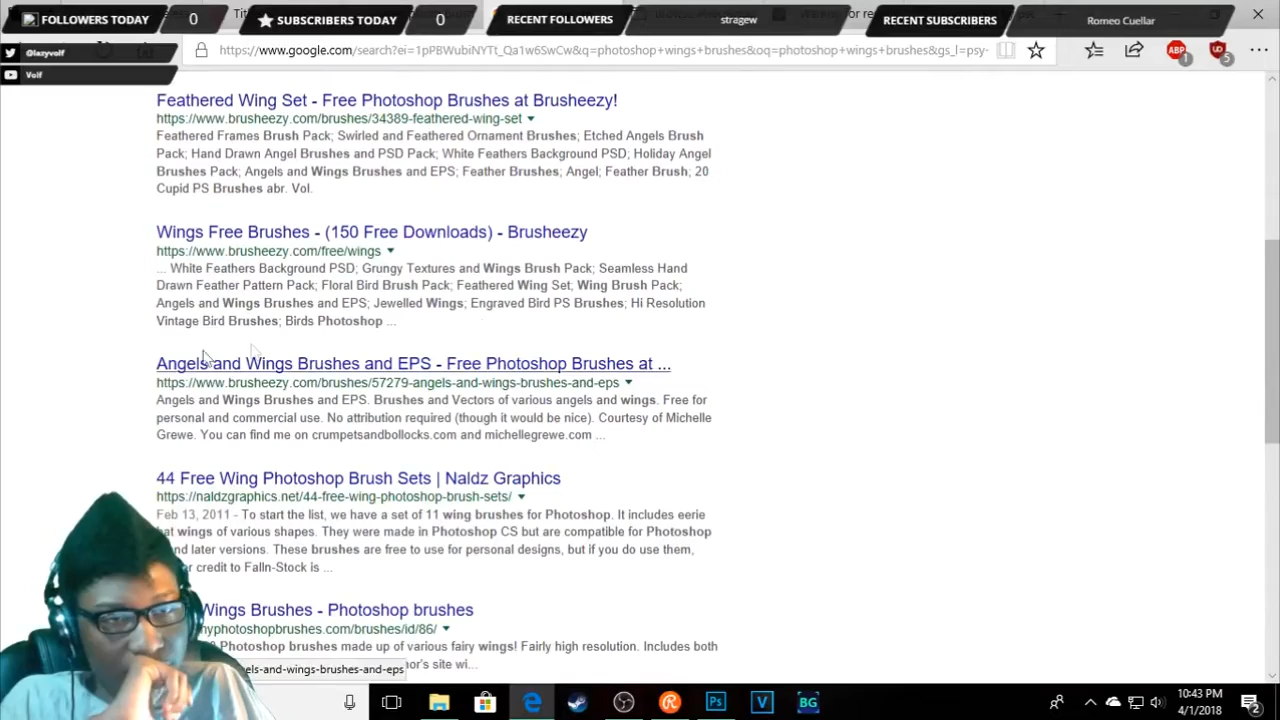 FOLLOWERS TODAY 0 SUBSCRIBERS TODAY 0 RECENT FOLLOWERS stragew RECENT SUBSCRIBERS Romeo Cuellar
@lazyvolf
Volf
https://www.google.com/search?ei=1pPBWubiNYTt_Qa1w6SwCw&q=photoshop+wings+brushes&oq=photoshop+wings+brushes&gs_l=psy-
ABP 1 5
Feathered Wing Set - Free Photoshop Brushes at Brusheezy!
https://www.brusheezy.com/brushes/34389-feathered-wing-set
Feathered Frames Brush Pack; Swirled and Feathered Ornament Brushes; Etched Angels Brush
Pack; Hand Drawn Angel Brushes and PSD Pack; White Feathers Background PSD; Holiday Angel
Brushes Pack; Angels and Wings Brushes and EPS; Feather Brushes; Angel; Feather Brush; 20
Cupid PS Brushes abr. Vol.
Wings Free Brushes - (150 Free Downloads) - Brusheezy
https://www.brusheezy.com/free/wings
... White Feathers Background PSD; Grungy Textures and Wings Brush Pack; Seamless Hand
Drawn Feather Pattern Pack; Floral Bird Brush Pack; Feathered Wing Set; Wing Brush Pack;
Angels and Wings Brushes and EPS; Jewelled Wings; Engraved Bird PS Brushes; Hi Resolution
Vintage Bird Brushes; Birds Photoshop ...
Angels and Wings Brushes and EPS - Free Photoshop Brushes at ...
https://www.brusheezy.com/brushes/57279-angels-and-wings-brushes-and-eps
Angels and Wings Brushes and EPS. Brushes and Vectors of various angels and wings. Free for
personal and commercial use. No attribution required (though it would be nice). Courtesy of Michelle
Grewe. You can find me on crumpetsandbollocks.com and michellegrewe.com ...
44 Free Wing Photoshop Brush Sets | Naldz Graphics
https://naldzgraphics.net/44-free-wing-photoshop-brush-sets/
Feb 13, 2011 - To start the list, we have a set of 11 wing brushes for Photoshop. It includes eerie
bat wings of various shapes. They were made in Photoshop CS but are compatible for Photoshop
and later versions. These brushes are free to use for personal designs, but if you do use them,
or credit to Falln-Stock is ...
Wings Brushes - Photoshop brushes
myphotoshopbrushes.com/brushes/id/86/
Photoshop brushes made up of various fairy wings! Fairly high resolution. Includes both
or's site wi...
els-and-wings-brushes-and-eps
Ps V BG
10:43 PM
4/1/2018
2